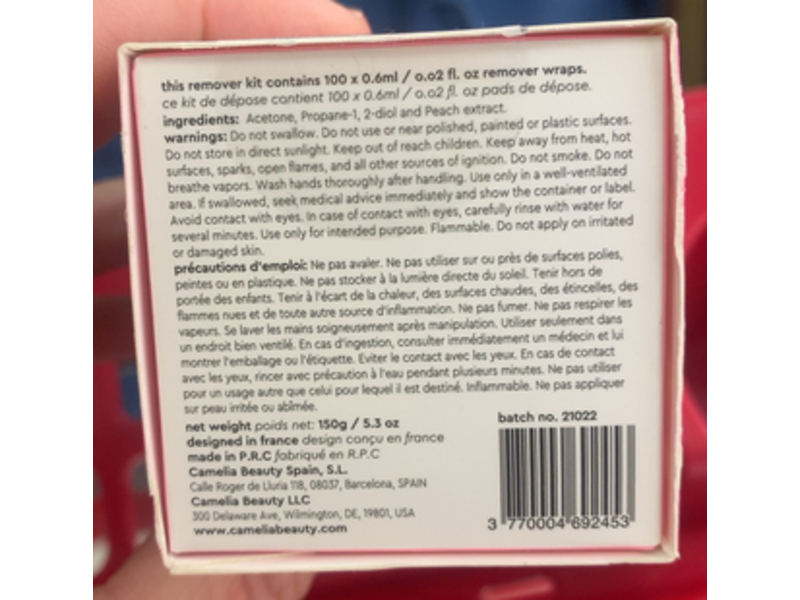 this remover kit contains 100 x 0.6ml / 0.02 fl. oz remover wraps.
ce kit de dépose contient 100 x 0.6ml / 0.02 fl. oz pads de dépose.
ingredients: Acetone, Propane-1, 2-diol and Peach extract.
warnings: Do not swallow. Do not use or near polished, painted or plastic surfaces.
Do not store in direct sunlight. Keep out of reach children. Keep away from heat, hot
surfaces, sparks, open flames, and all other sources of ignition. Do not smoke. Do not
breathe vapors. Wash hands thoroughly after handling. Use only in a well-ventilated
area. If swallowed, seek medical advice immediately and show the container or label.
Avoid contact with eyes. In case of contact with eyes, carefully rinse with water for
several minutes. Use only for intended purpose. Flammable. Do not apply on irritated
or damaged skin.
précautions d'emploi: Ne pas avaler. Ne pas utiliser sur ou près de surfaces polies,
peintes ou en plastique. Ne pas stocker à la lumière directe du soleil. Tenir hors de
portée des enfants. Tenir à l'écart de la chaleur, des surfaces chaudes, des étincelles, des
flammes nues et de toute autre source d'inflammation. Ne pas fumer. Ne pas respirer les
vapeurs. Se laver les mains soigneusement après manipulation. Utiliser seulement dans
un endroit bien ventilé. En cas d'ingestion, consulter immédiatement un médecin et lui
montrer l'emballage ou l'étiquette. Eviter le contact avec les yeux. En cas de contact
avec les yeux, rincer avec précaution à l'eau pendant plusieurs minutes. Ne pas utiliser
pour un usage autre que celui pour lequel il est destiné. Inflammable. Ne pas appliquer
sur peau irritée ou abîmée.
net weight poids net: 150g / 5.3 oz
designed in france design conçu en france
made in P.R.C fabriqué en R.P.C
Camelia Beauty Spain, S.L.
Calle Roger de Lluria 118, 08037, Barcelona, SPAIN
Camelia Beauty LLC
300 Delaware Ave, Wilmington, DE, 19801, USA
www.cameliabeauty.com
batch no. 21022
3 770004 692453